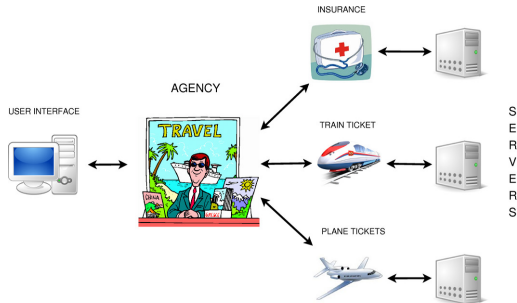 INSURANCE
AGENCY
TRAVEL
USER INTERFACE
TRAIN TICKET
PLANE TICKETS
S
E
R
V
E
R
S